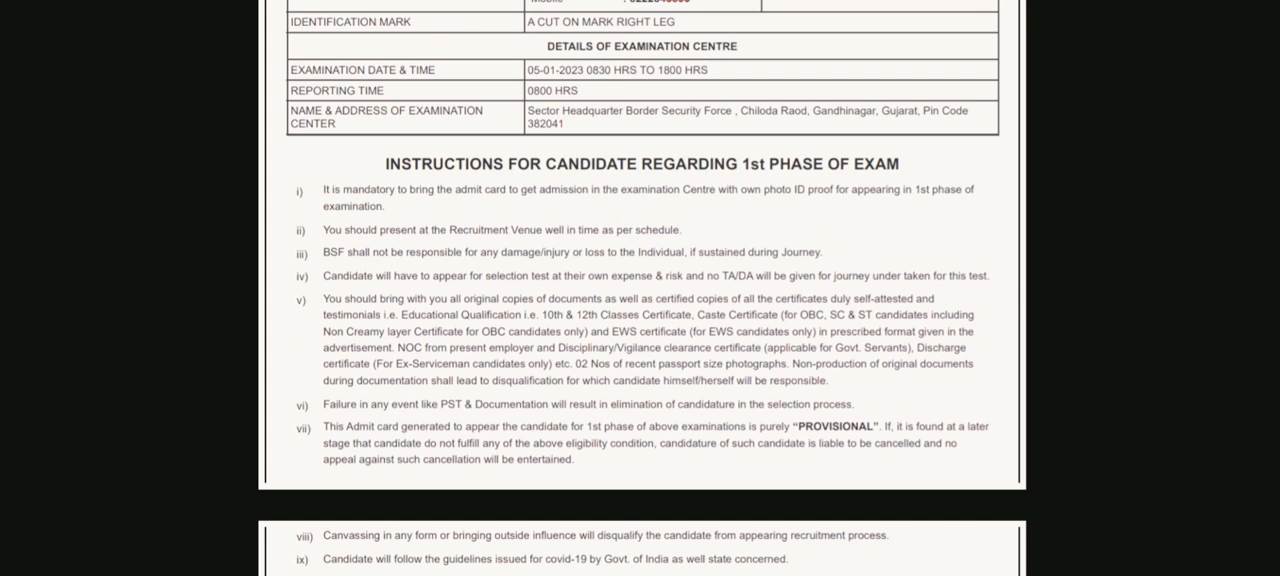 IDENTIFICATION MARK A CUT ON MARK RIGHT LEG
DETAILS OF EXAMINATION CENTRE
EXAMINATION DATE & TIME 05-01-2023 0830 HRS TO 1800 HRS
REPORTING TIME 0800 HRS
NAME & ADDRESS OF EXAMINATION CENTER Sector Headquarter Border Security Force , Chiloda Raod, Gandhinagar, Gujarat, Pin Code 382041
INSTRUCTIONS FOR CANDIDATE REGARDING 1st PHASE OF EXAM
i) It is mandatory to bring the admit card to get admission in the examination Centre with own photo ID proof for appearing in 1st phase of
examination.
ii) You should present at the Recruitment Venue well in time as per schedule.
iii) BSF shall not be responsible for any damage/injury or loss to the Individual, if sustained during Journey.
iv) Candidate will have to appear for selection test at their own expense & risk and no TA/DA will be given for journey under taken for this test.
v) You should bring with you all original copies of documents as well as certified copies of all the certificates duly self-attested and
testimonials i.e. Educational Qualification i.e. 10th & 12th Classes Certificate, Caste Certificate (for OBC, SC & ST candidates including
Non Creamy layer Certificate for OBC candidates only) and EWS certificate (for EWS candidates only) in prescribed format given in the
advertisement. NOC from present employer and Disciplinary/Vigilance clearance certificate (applicable for Govt. Servants), Discharge
certificate (For Ex-Serviceman candidates only) etc. 02 Nos of recent passport size photographs. Non-production of original documents
during documentation shall lead to disqualification for which candidate himself/herself will be responsible.
vi) Failure in any event like PST & Documentation will result in elimination of candidature in the selection process.
vii) This Admit card generated to appear the candidate for 1st phase of above examinations is purely “PROVISIONAL”. If, it is found at a later
stage that candidate do not fulfill any of the above eligibility condition, candidature of such candidate is liable to be cancelled and no
appeal against such cancellation will be entertained.
viii) Canvassing in any form or bringing outside influence will disqualify the candidate from appearing recruitment process.
ix) Candidate will follow the guidelines issued for covid-19 by Govt. of India as well state concerned.